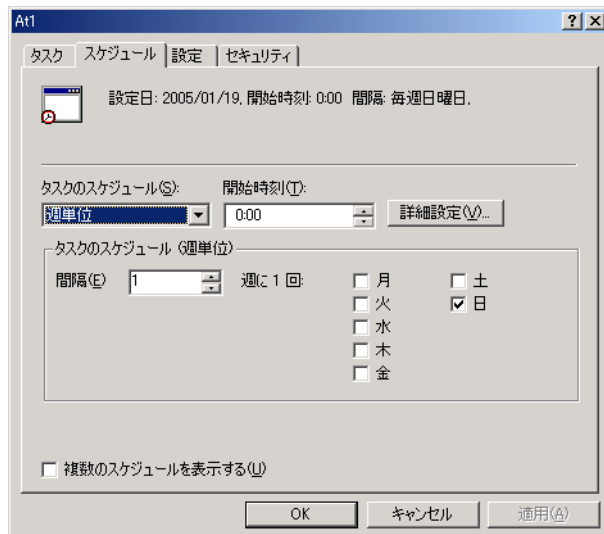 At1
タスク スケジュール 設定 セキュリティ
設定日: 2005/01/19, 開始時刻: 0:00 間隔: 毎週日曜日,
タスクのスケジュール(S): 開始時刻(T):
週単位 0:00 詳細設定(V)...
タスクのスケジュール (週単位)
間隔(E) 1 週に 1 回: 月 土
火 日
水
木
金
複数のスケジュールを表示する(U)
OK キャンセル 適用(A)